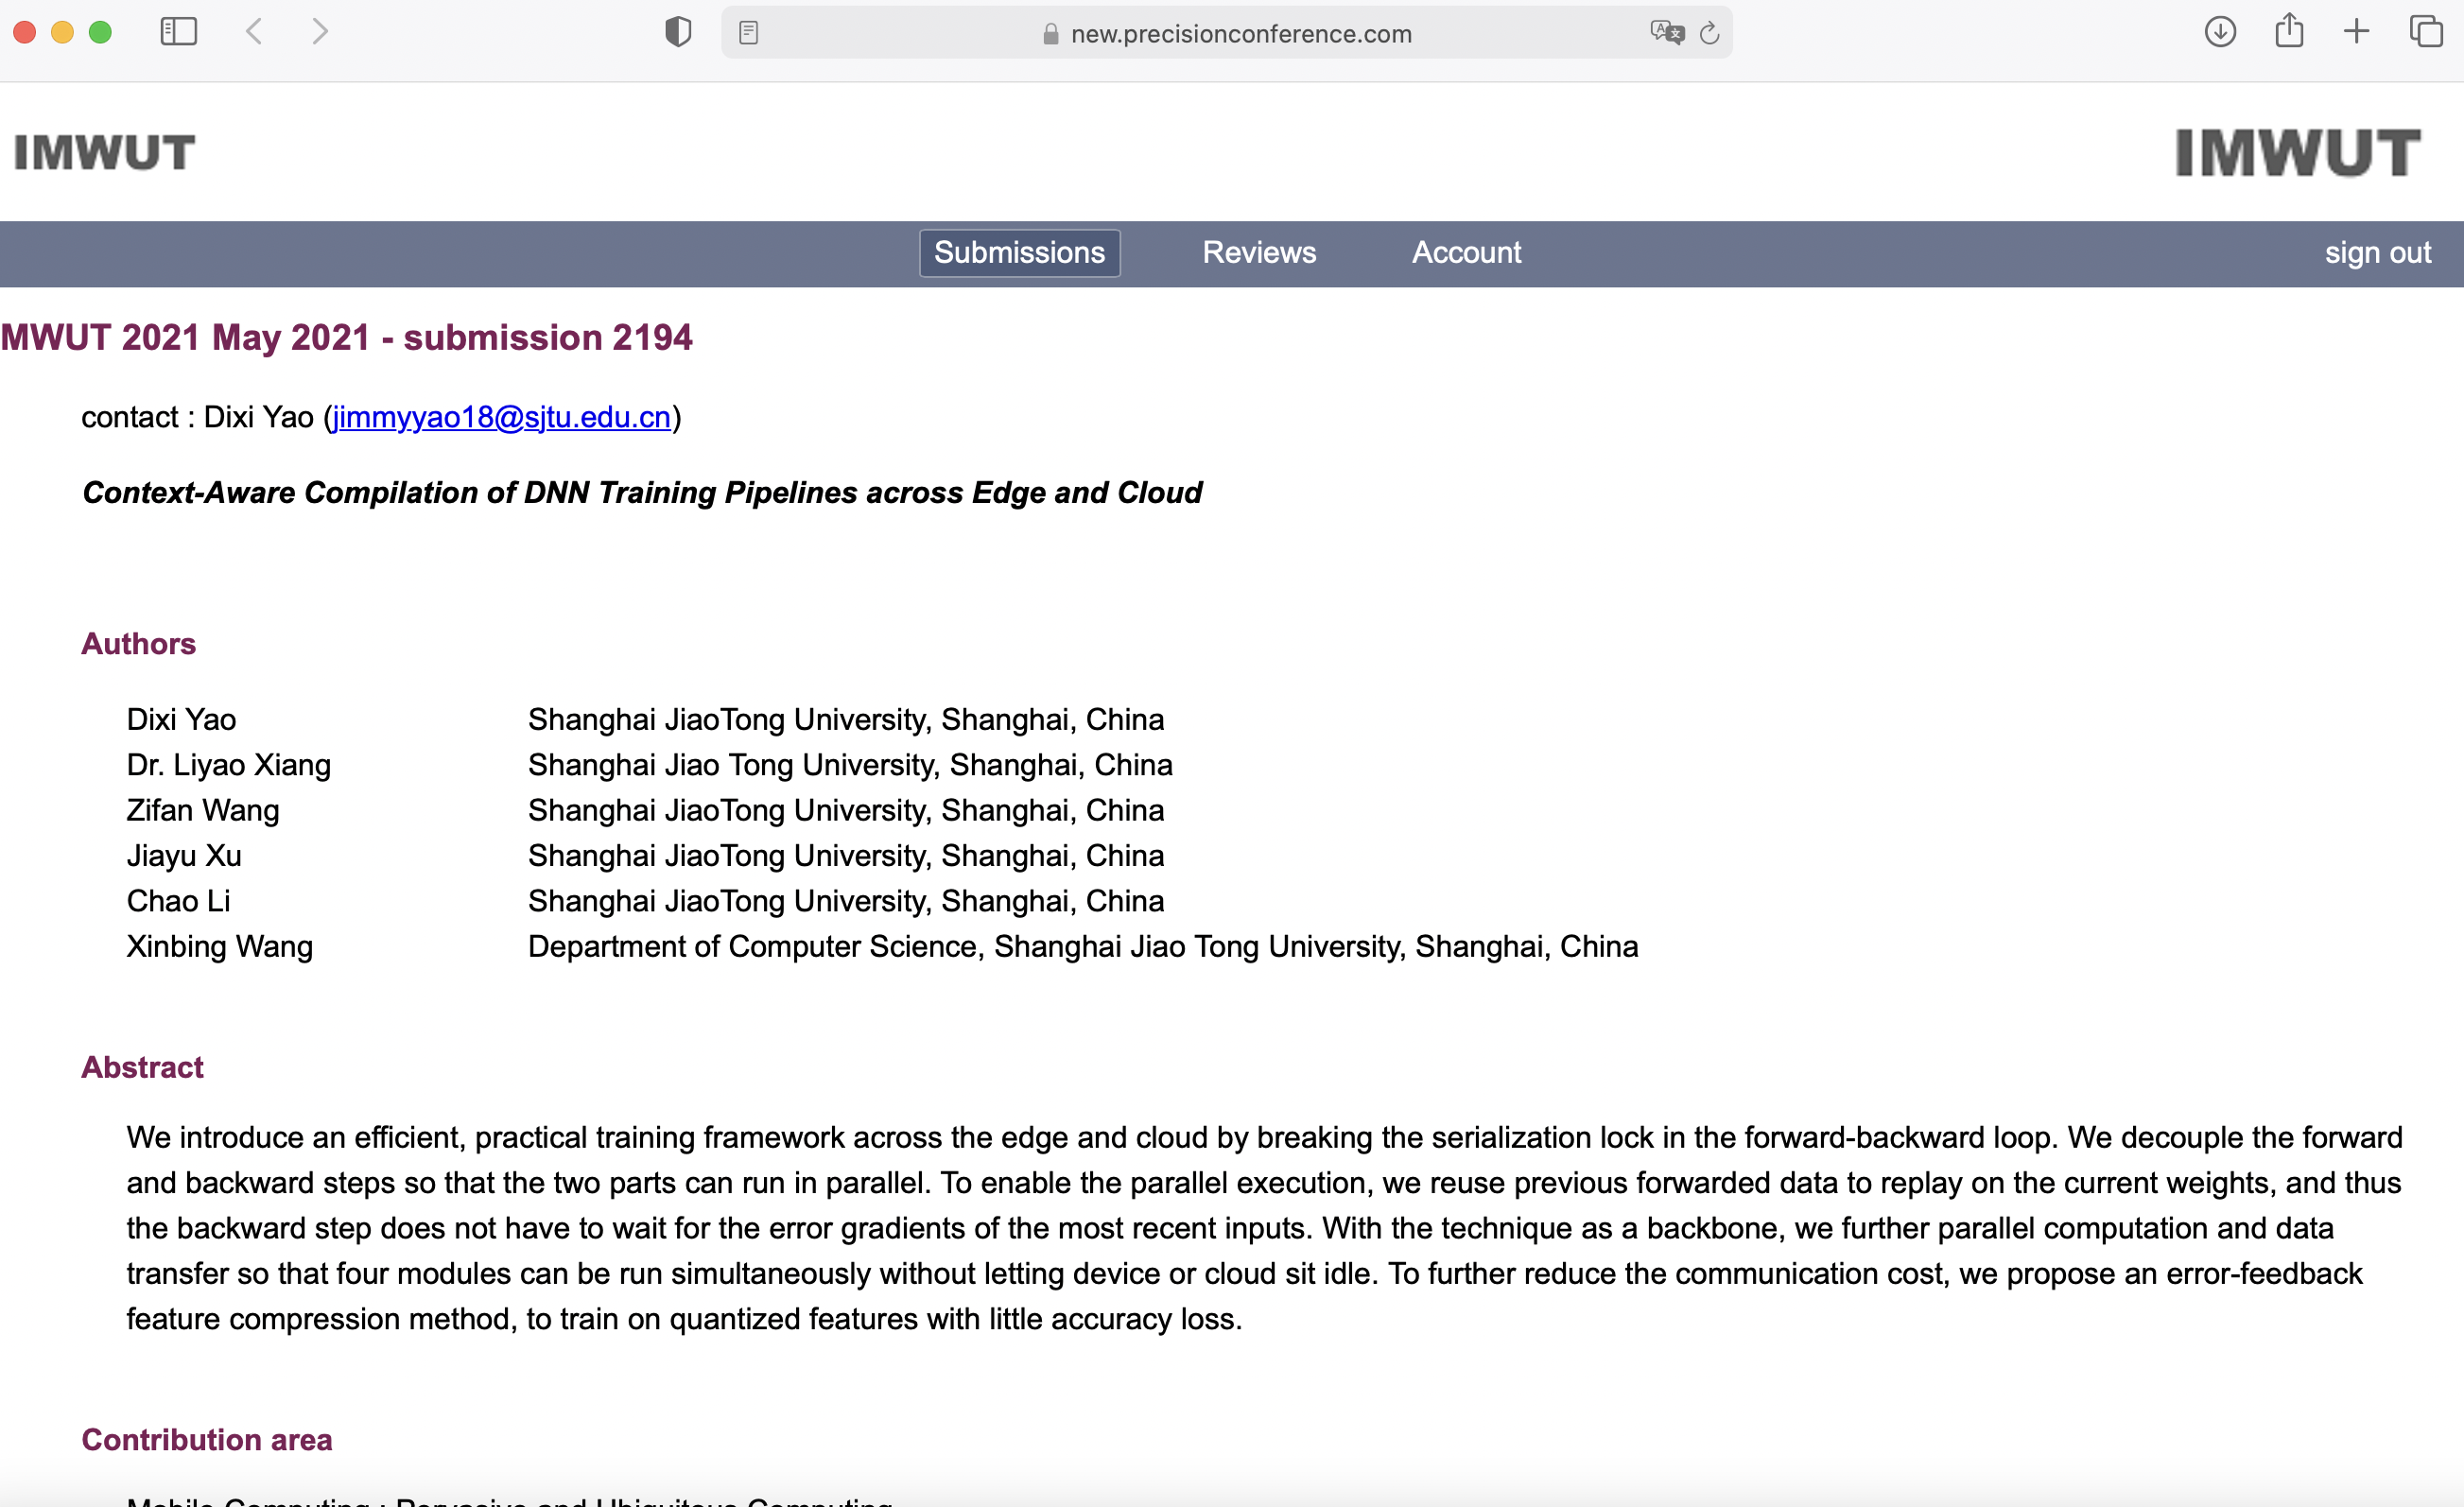 new.precisionconference.com
IMWUT
IMWUT
Submissions Reviews Account sign out
MWUT 2021 May 2021 - submission 2194
contact : Dixi Yao (jimmyyao18@sjtu.edu.cn)
Context-Aware Compilation of DNN Training Pipelines across Edge and Cloud
Authors
Dixi Yao Shanghai JiaoTong University, Shanghai, China
Dr. Liyao Xiang Shanghai Jiao Tong University, Shanghai, China
Zifan Wang Shanghai JiaoTong University, Shanghai, China
Jiayu Xu Shanghai JiaoTong University, Shanghai, China
Chao Li Shanghai JiaoTong University, Shanghai, China
Xinbing Wang Department of Computer Science, Shanghai Jiao Tong University, Shanghai, China
Abstract
We introduce an efficient, practical training framework across the edge and cloud by breaking the serialization lock in the forward-backward loop. We decouple the forward
and backward steps so that the two parts can run in parallel. To enable the parallel execution, we reuse previous forwarded data to replay on the current weights, and thus
the backward step does not have to wait for the error gradients of the most recent inputs. With the technique as a backbone, we further parallel computation and data
transfer so that four modules can be run simultaneously without letting device or cloud sit idle. To further reduce the communication cost, we propose an error-feedback
feature compression method, to train on quantized features with little accuracy loss.
Contribution area
Mobile Computing : Pervasive and Ubiquitous Computing